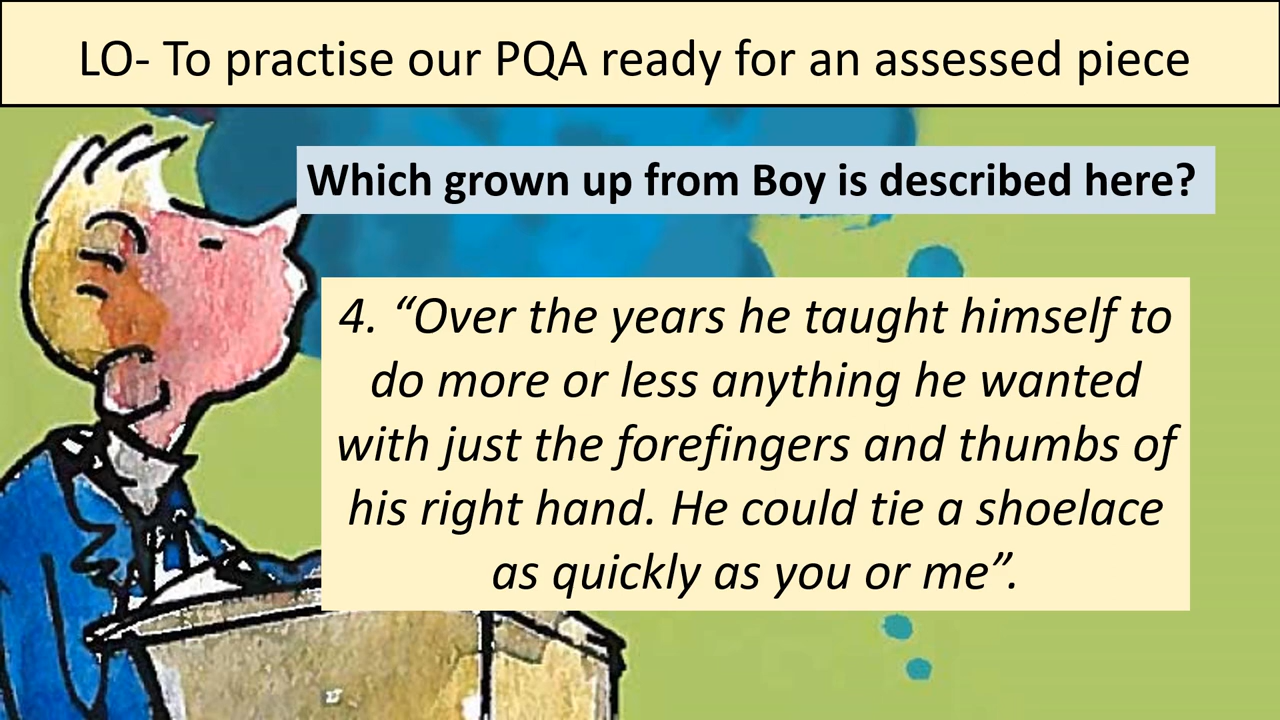 LO- To practise our PQA ready for an assessed piece
Which grown up from Boy is described here?
4. “Over the years he taught himself to
do more or less anything he wanted
with just the forefingers and thumbs of
his right hand. He could tie a shoelace
as quickly as you or me”.